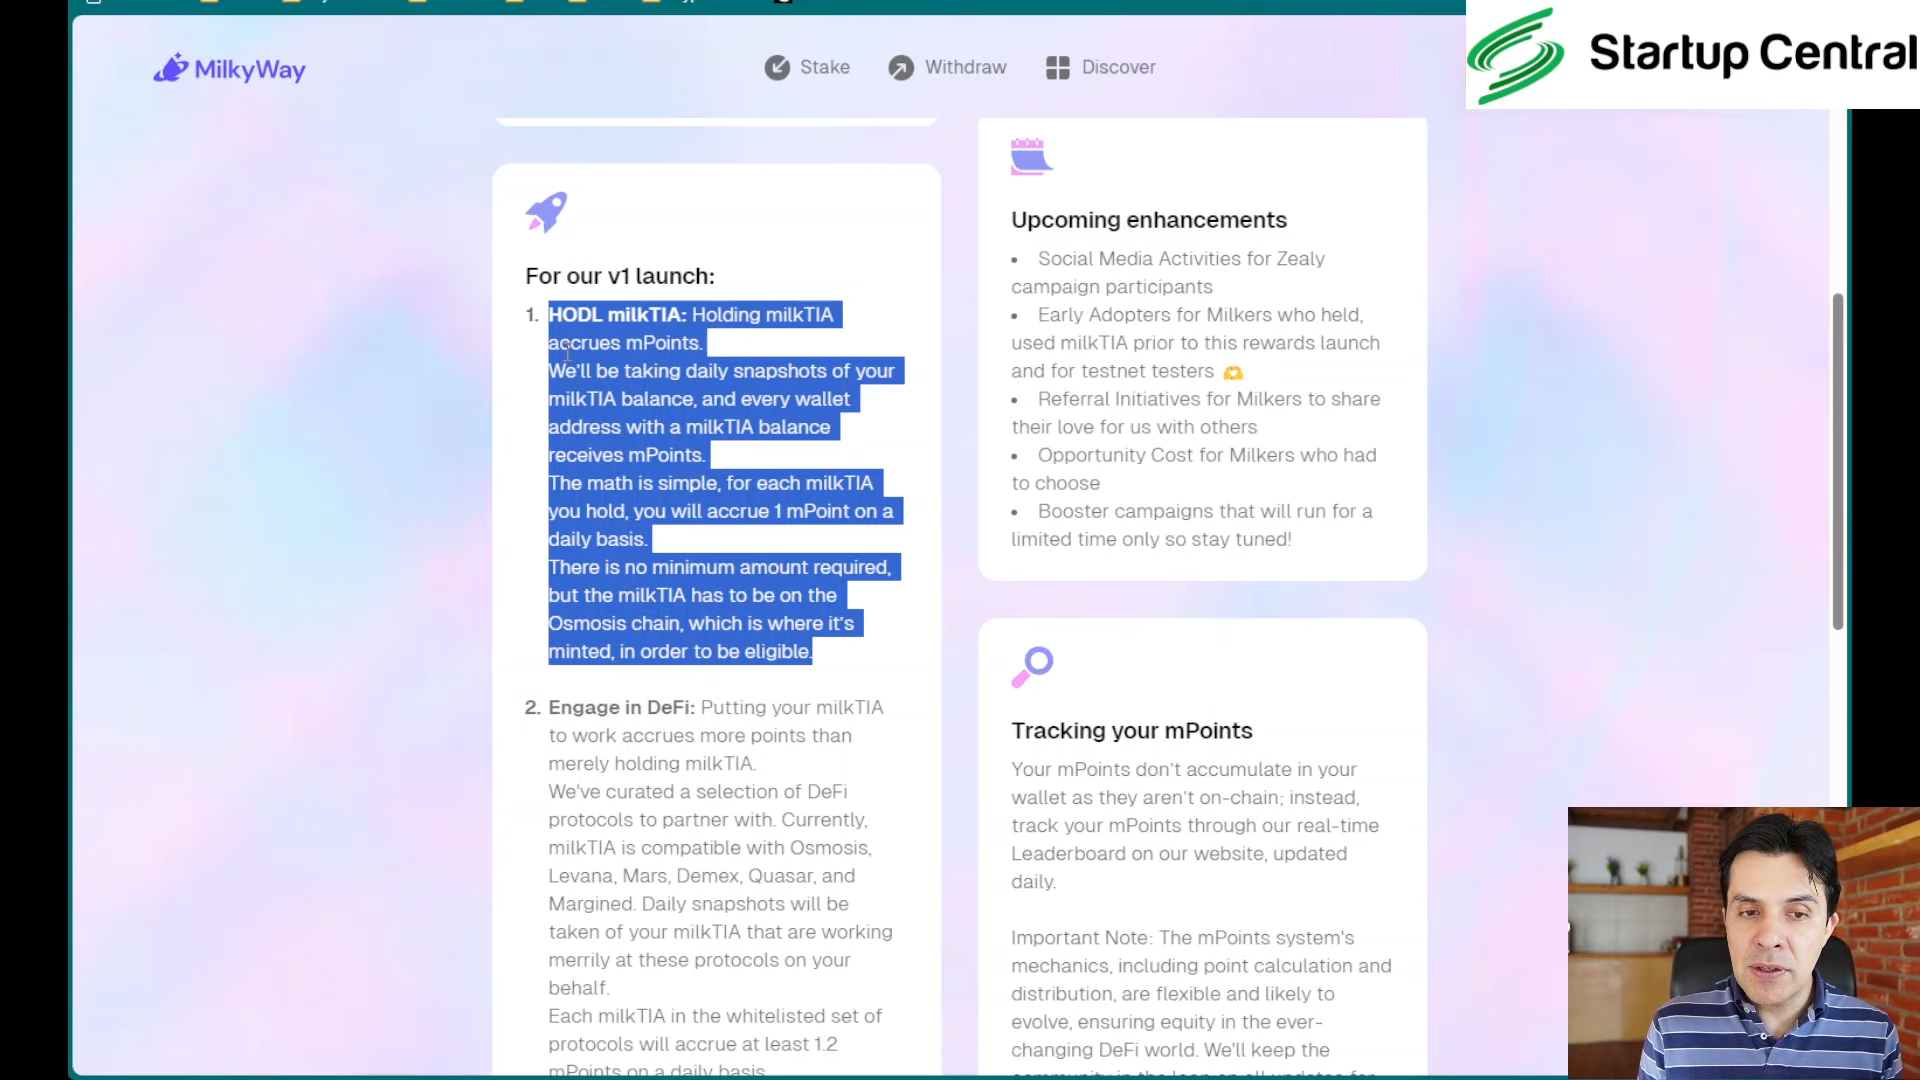 MilkyWay
Stake
Withdraw
Discover
Startup Central
For our v1 launch:
1. HODL milkTIA: Holding milkTIA
accrues mPoints.
We'll be taking daily snapshots of your
milkTIA balance, and every wallet
address with a milkTIA balance
receives mPoints.
The math is simple, for each milkTIA
you hold, you will accrue 1 mPoint on a
daily basis.
There is no minimum amount required,
but the milkTIA has to be on the
Osmosis chain, which is where it's
minted, in order to be eligible.
2. Engage in DeFi: Putting your milkTIA
to work accrues more points than
merely holding milkTIA.
We've curated a selection of DeFi
protocols to partner with. Currently,
milkTIA is compatible with Osmosis,
Levana, Mars, Demex, Quasar, and
Margined. Daily snapshots will be
taken of your milkTIA that are working
merrily at these protocols on your
behalf.
Each milkTIA in the whitelisted set of
protocols will accrue at least 1.2
mPoints on a daily basis
Upcoming enhancements
• Social Media Activities for Zealy
campaign participants
• Early Adopters for Milkers who held,
used milkTIA prior to this rewards launch
and for testnet testers 🫶
• Referral Initiatives for Milkers to share
their love for us with others
• Opportunity Cost for Milkers who had
to choose
• Booster campaigns that will run for a
limited time only so stay tuned!
Tracking your mPoints
Your mPoints don't accumulate in your
wallet as they aren't on-chain; instead,
track your mPoints through our real-time
Leaderboard on our website, updated
daily.
Important Note: The mPoints system's
mechanics, including point calculation and
distribution, are flexible and likely to
evolve, ensuring equity in the ever-
changing DeFi world. We'll keep the